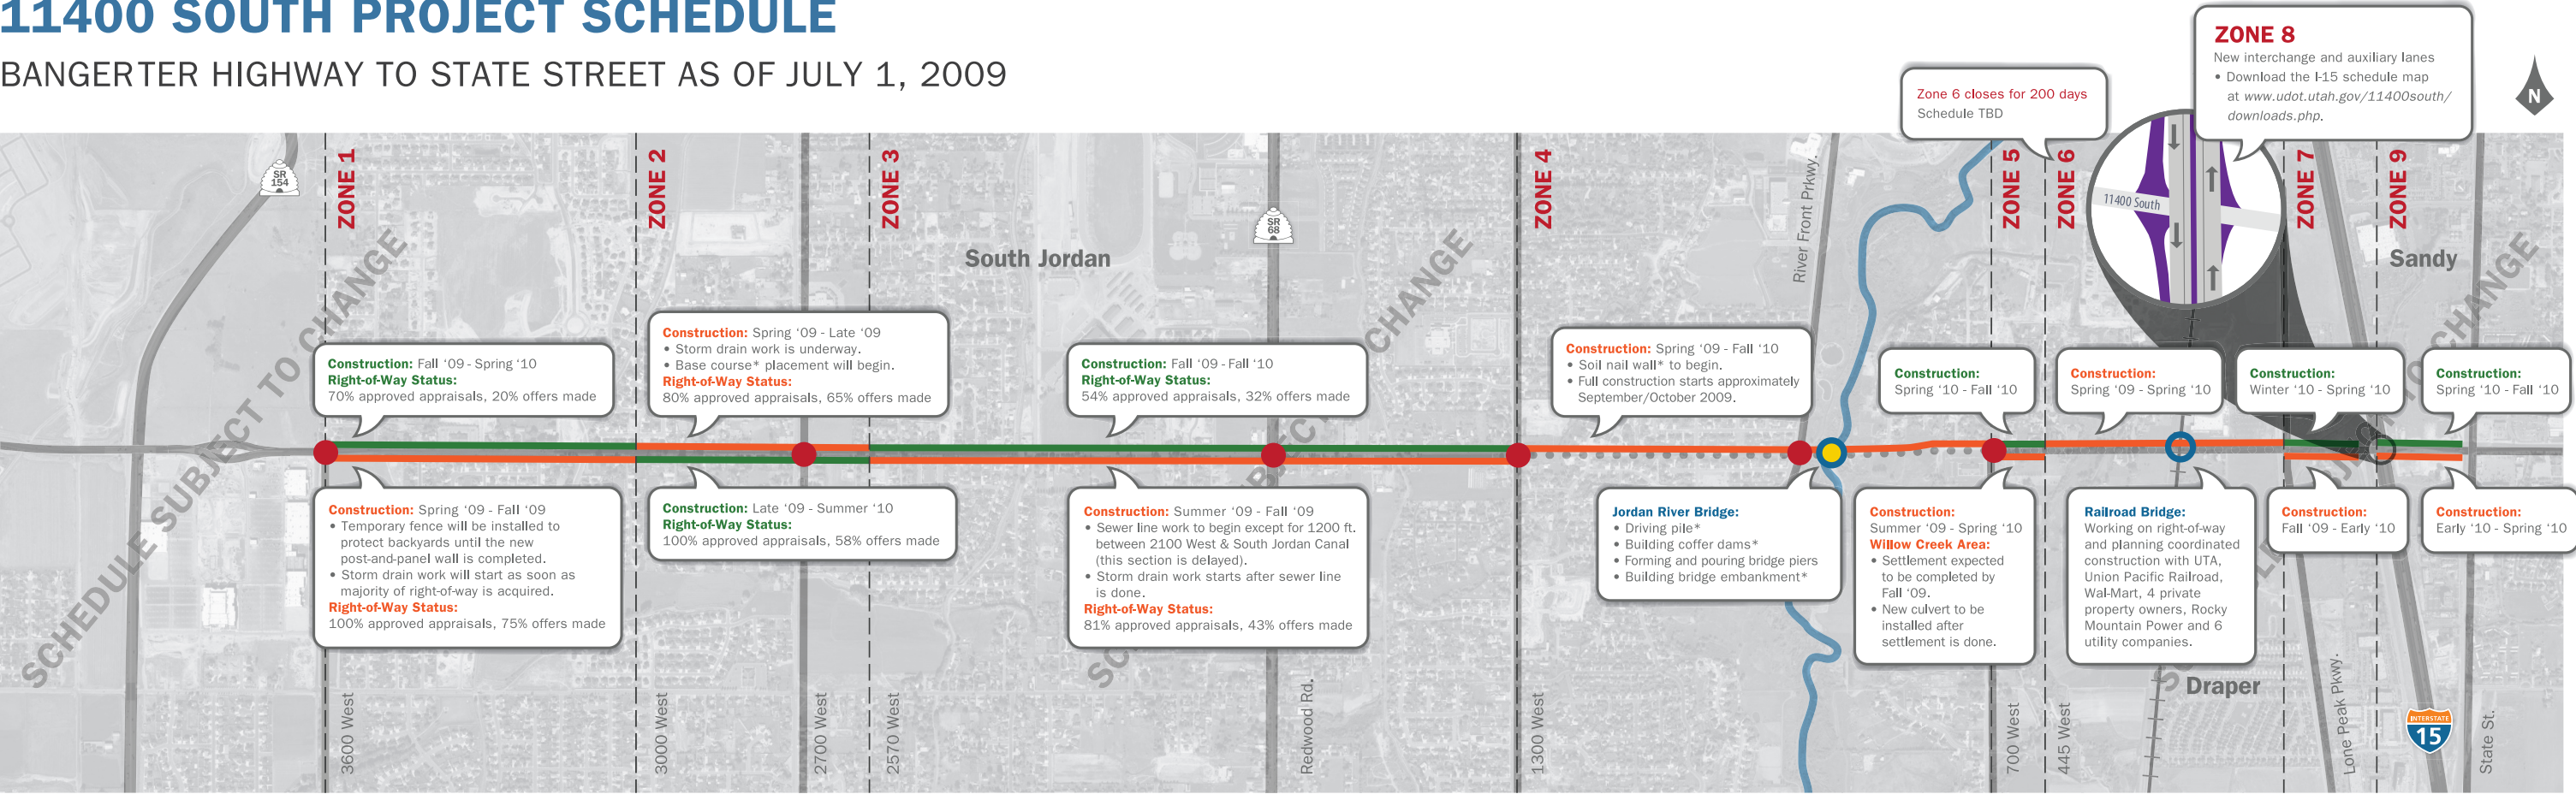 11400 SOUTH PROJECT SCHEDULE
BANGERTER HIGHWAY TO STATE STREET AS OF JULY 1, 2009
Zone 6 closes for 200 days
Schedule TBD
ZONE 8
New interchange and auxiliary lanes
• Download the I-15 schedule map
at www.udot.utah.gov/11400south/
downloads.php.
N
SR
154
ZONE 1
ZONE 2
ZONE 3
SR
68
ZONE 4
River Front Prkwy.
ZONE 5
ZONE 6
11400 South
ZONE 7
ZONE 9
South Jordan
Sandy
SCHEDULE SUBJECT TO CHANGE
Construction: Fall ‘09 - Spring ‘10
Right-of-Way Status:
70% approved appraisals, 20% offers made
Construction: Spring ‘09 - Late ‘09
• Storm drain work is underway.
• Base course* placement will begin.
Right-of-Way Status:
80% approved appraisals, 65% offers made
Construction: Fall ‘09 - Fall ‘10
Right-of-Way Status:
54% approved appraisals, 32% offers made
Construction: Spring ‘09 - Fall ‘10
• Soil nail wall* to begin.
• Full construction starts approximately
September/October 2009.
Construction:
Spring ‘10 - Fall ‘10
Construction:
Spring ‘09 - Spring ‘10
Construction:
Winter ‘10 - Spring ‘10
Construction:
Spring ‘10 - Fall ‘10
Construction: Spring ‘09 - Fall ‘09
• Temporary fence will be installed to
protect backyards until the new
post-and-panel wall is completed.
• Storm drain work will start as soon as
majority of right-of-way is acquired.
Right-of-Way Status:
100% approved appraisals, 75% offers made
Construction: Late ‘09 - Summer ‘10
Right-of-Way Status:
100% approved appraisals, 58% offers made
Construction: Summer ‘09 - Fall ‘09
• Sewer line work to begin except for 1200 ft.
between 2100 West & South Jordan Canal
(this section is delayed).
• Storm drain work starts after sewer line
is done.
Right-of-Way Status:
81% approved appraisals, 43% offers made
Jordan River Bridge:
• Driving pile*
• Building coffer dams*
• Forming and pouring bridge piers
• Building bridge embankment*
Construction:
Summer ‘09 - Spring ‘10
Willow Creek Area:
• Settlement expected
to be completed by
Fall ‘09.
• New culvert to be
installed after
settlement is done.
Railroad Bridge:
Working on right-of-way
and planning coordinated
construction with UTA,
Union Pacific Railroad,
Wal-Mart, 4 private
property owners, Rocky
Mountain Power and 6
utility companies.
Construction:
Fall ‘09 - Early ‘10
Construction:
Early ‘10 - Spring ‘10
Draper
3600 West
3000 West
2700 West
2570 West
Redwood Rd.
1300 West
700 West
445 West
Lone Peak Pkwy.
INTERSTATE
15
State St.